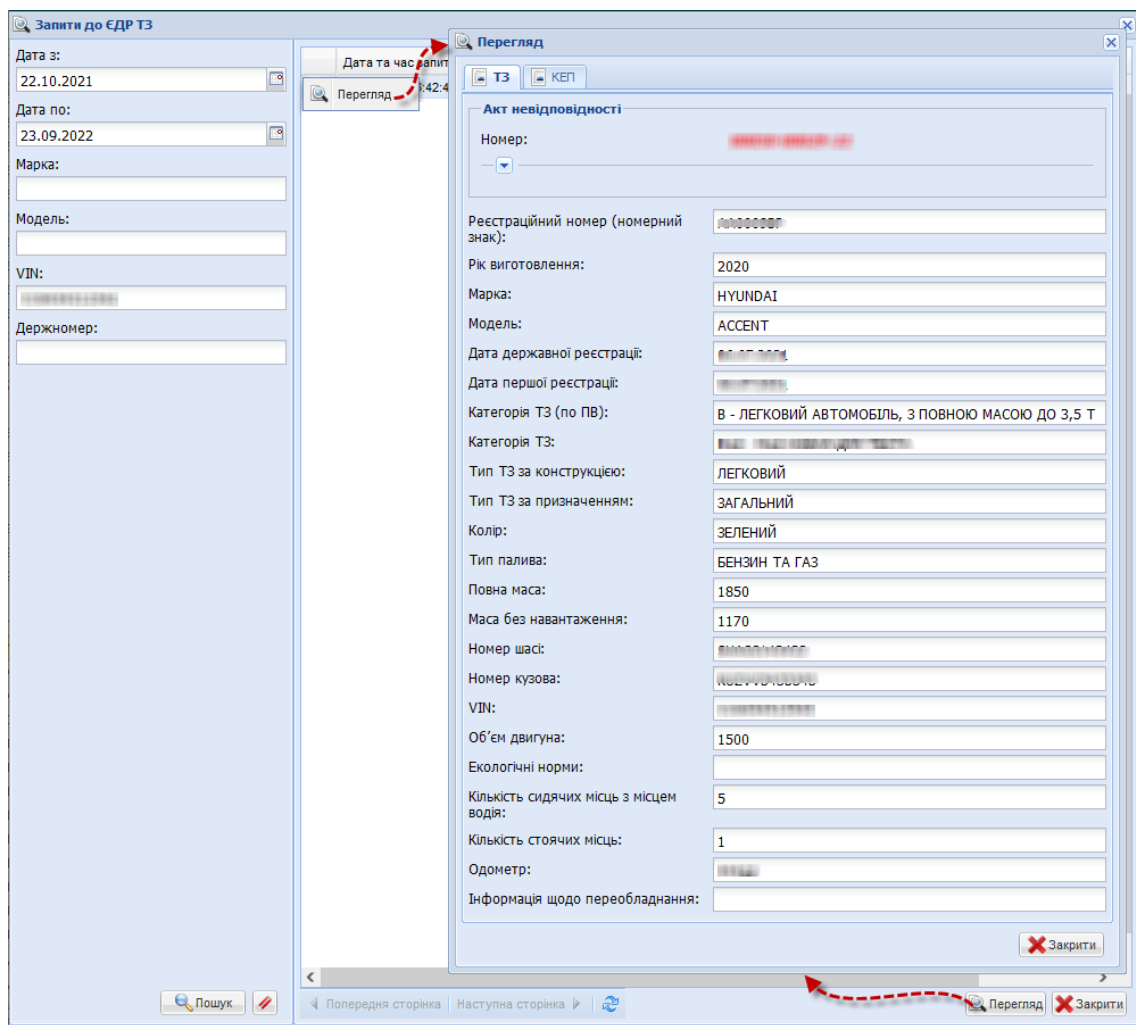 Запити до ЄДР ТЗ
Дата з:
22.10.2021
Дата по:
23.09.2022
Марка:
Модель:
VIN:
Держномер:
Пошук
Дата та час запит
Перегляд
:42:4
Перегляд
ТЗ
КЕП
Акт невідповідності
Номер:
Реєстраційний номер (номерний
знак):
Рік виготовлення:
2020
Марка:
HYUNDAI
Модель:
ACCENT
Дата державної реєстрації:
Дата першої реєстрації:
Категорія ТЗ (по ПВ):
В - ЛЕГКОВИЙ АВТОМОБІЛЬ, З ПОВНОЮ МАСОЮ ДО 3,5 Т
Категорія ТЗ:
Тип ТЗ за конструкцією:
ЛЕГКОВИЙ
Тип ТЗ за призначенням:
ЗАГАЛЬНИЙ
Колір:
ЗЕЛЕНИЙ
Тип палива:
БЕНЗИН ТА ГАЗ
Повна маса:
1850
Маса без навантаження:
1170
Номер шасі:
Номер кузова:
VIN:
Об'єм двигуна:
1500
Екологічні норми:
Кількість сидячих місць з місцем
водія:
5
Кількість стоячих місць:
1
Одометр:
Інформація щодо переобладнання:
Закрити
Попередня сторінка
Наступна сторінка
Перегляд
Закрити